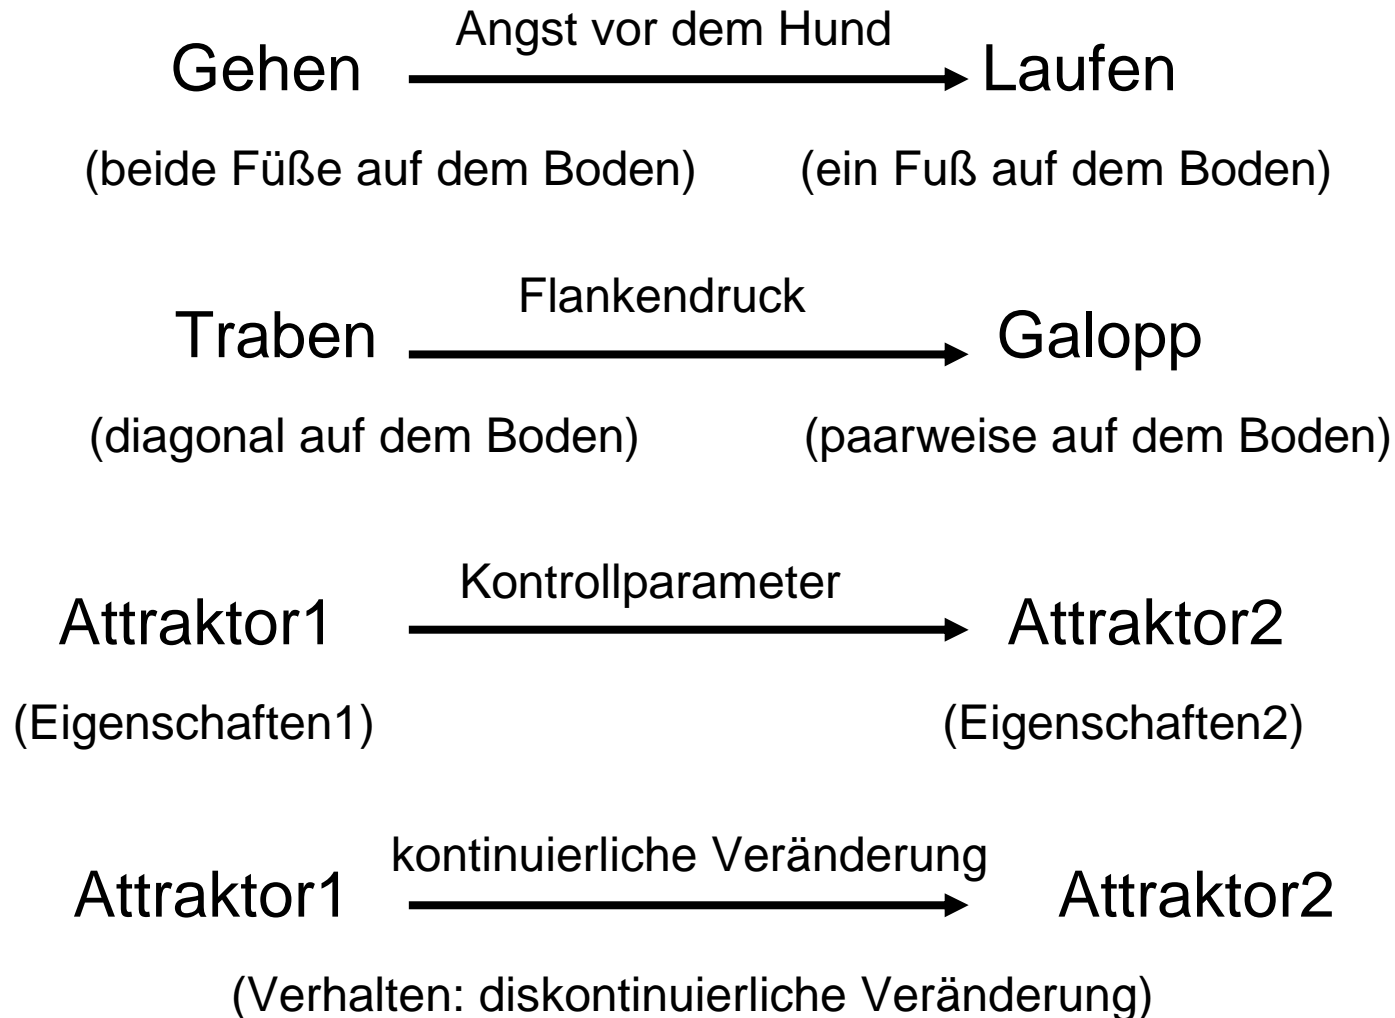 Angst vor dem Hund
Gehen Laufen
(beide Füße auf dem Boden) (ein Fuß auf dem Boden)
Flankendruck
Traben Galopp
(diagonal auf dem Boden) (paarweise auf dem Boden)
Kontrollparameter
Attraktor1 Attraktor2
(Eigenschaften1) (Eigenschaften2)
kontinuierliche Veränderung
Attraktor1 Attraktor2
(Verhalten: diskontinuierliche Veränderung)